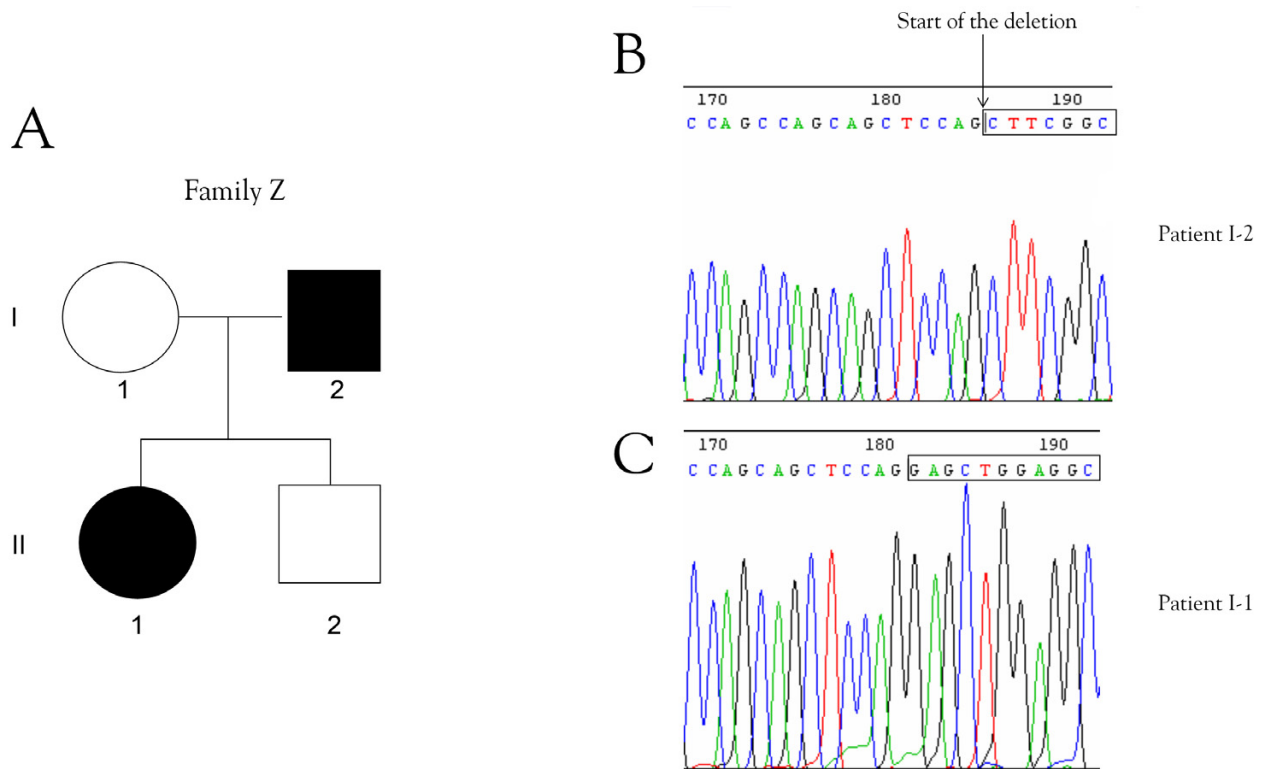 A
Family Z
I
1
2
II
1
2
B
Start of the deletion
170 180 190
C C A G C C A G C A G C T C C A G C T T C G G C
Patient I-2
C
170 180 190
C C A G C A G C T C C A G G A G C T G G A G G C
Patient I-1